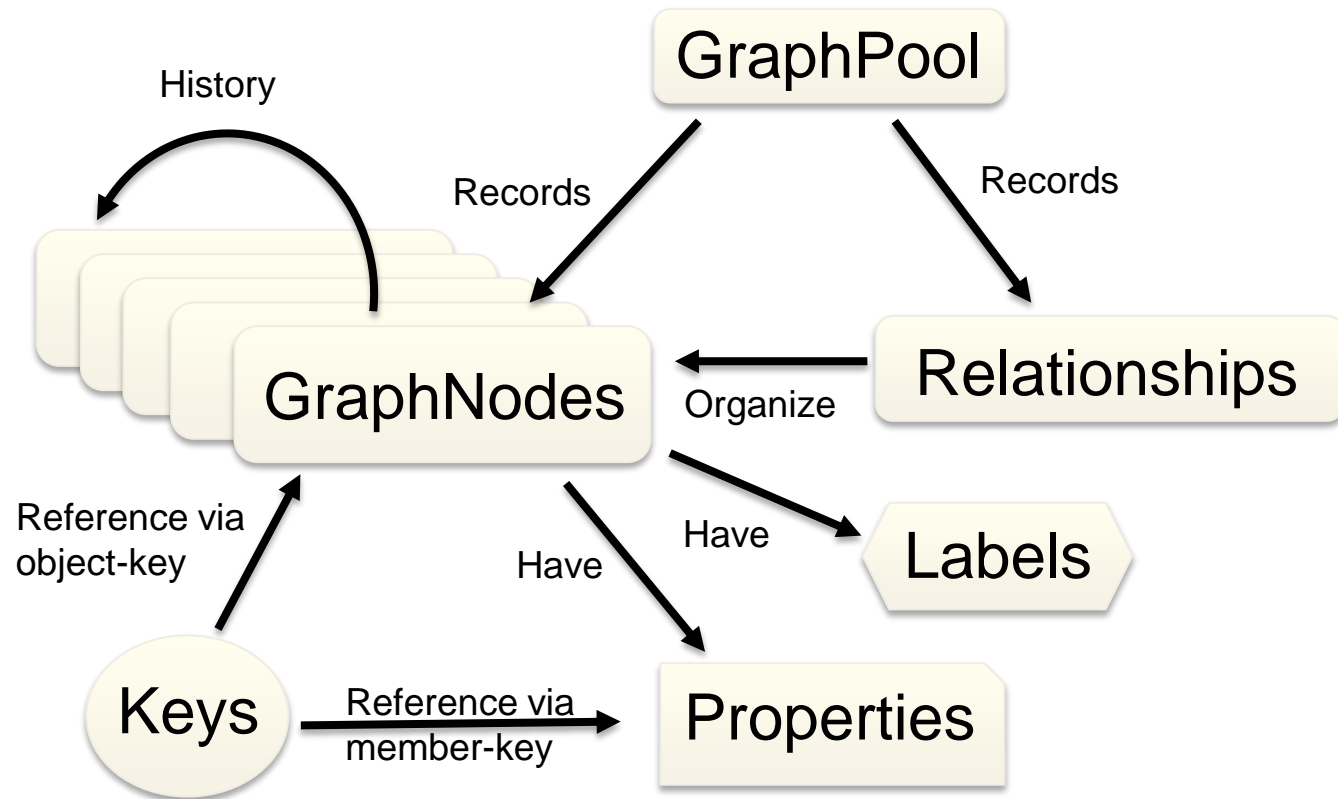 GraphPool
History
Records
Records
GraphNodes
Relationships
Organize
Reference via
object-key
Have
Have
Labels
Keys
Reference via
member-key
Properties